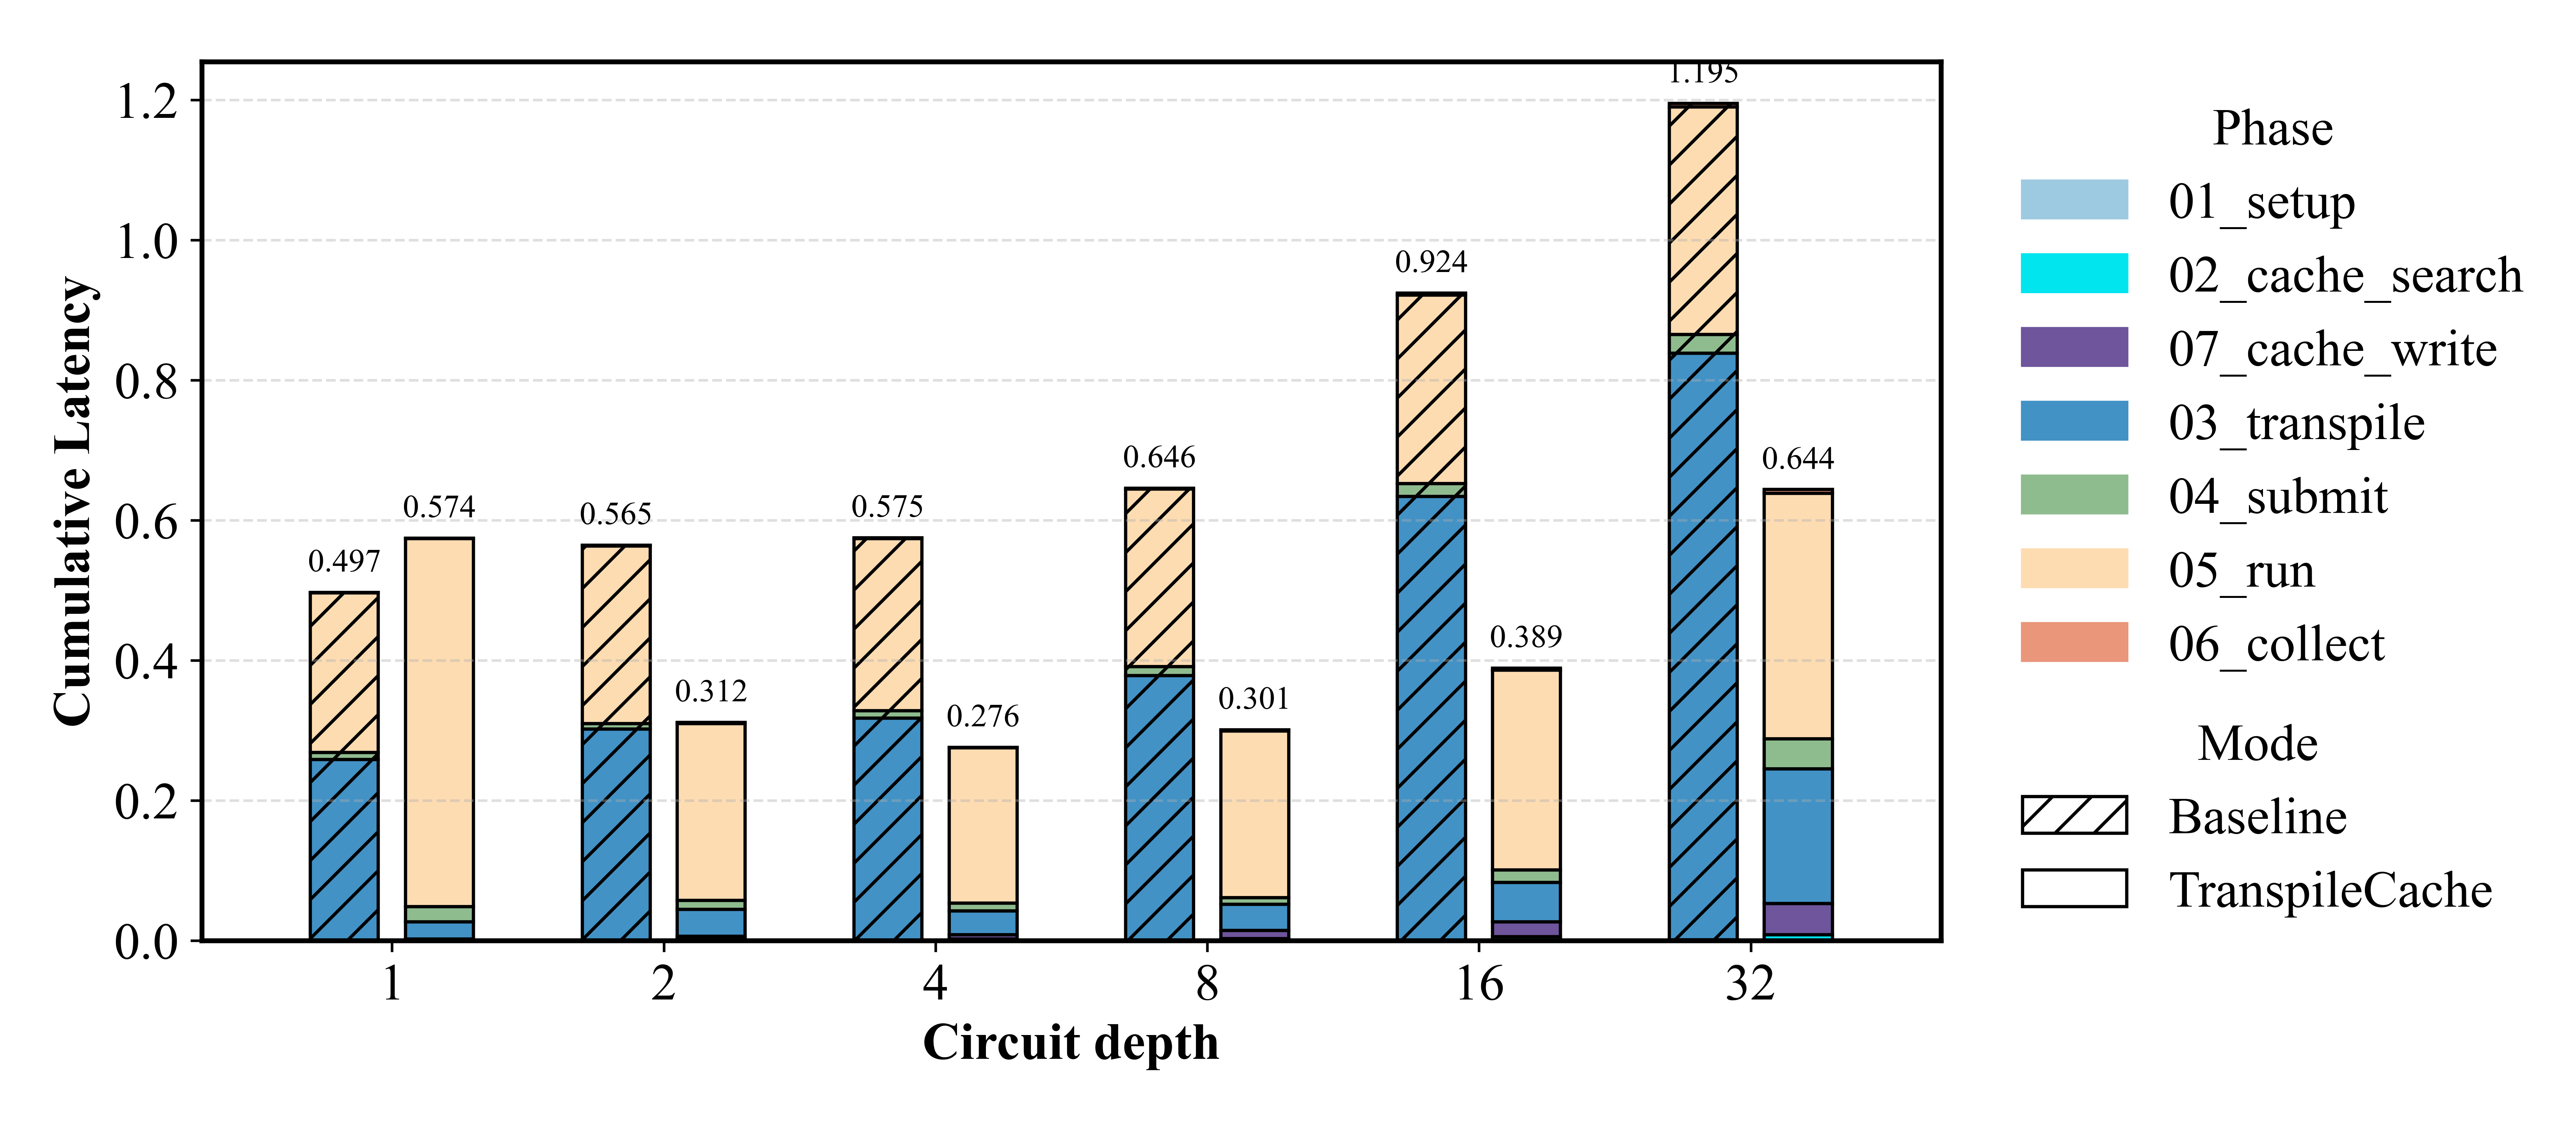 1.195
1.2
1.0
0.8
0.6
0.4
0.2
0.0
Cumulative Latency
0.497
0.574
0.565
0.312
0.575
0.276
0.646
0.301
0.924
0.389
0.644
1
2
4
8
16
32
Circuit depth
Phase
01_setup
02_cache_search
07_cache_write
03_transpile
04_submit
05_run
06_collect
Mode
Baseline
TranspileCache